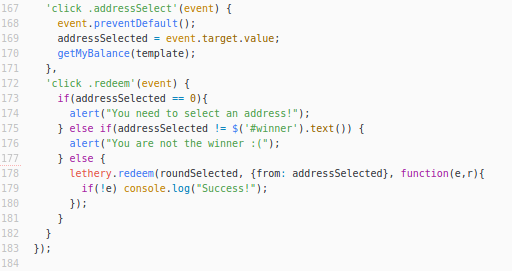 167     'click .addressSelect'(event) {
168       event.preventDefault();
169       addressSelected = event.target.value;
170       getMyBalance(template);
171     },
172     'click .redeem'(event) {
173       if(addressSelected == 0){
174         alert("You need to select an address!");
175       } else if(addressSelected != $('#winner').text()) {
176         alert("You are not the winner :(");
177       } else {
178         lethery.redeem(roundSelected, {from: addressSelected}, function(e,r){
179           if(!e) console.log("Success!");
180         });
181       }
182     }
183   });
184